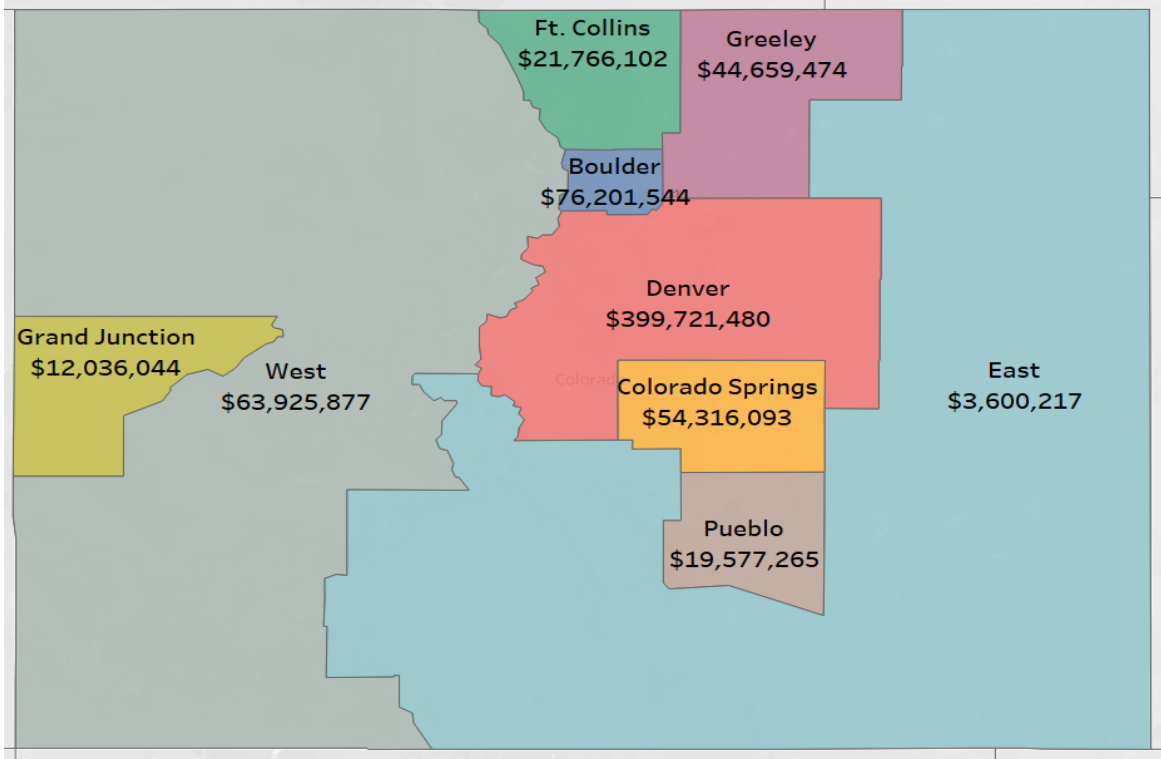 Ft. Collins
$21,766,102
Greeley
$44,659,474
Boulder
$76,201,544
Denver
$399,721,480
Grand Junction
$12,036,044
West
$63,925,877
East
$3,600,217
Colorad
Colorado Springs
$54,316,093
Pueblo
$19,577,265